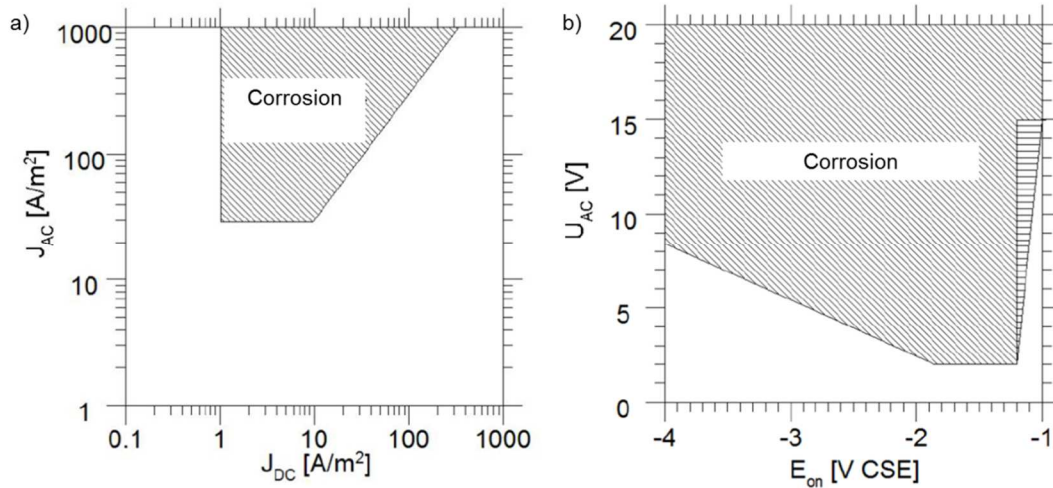 a)
1000
100
10
1
J_AC [A/m²]
Corrosion
0.1 1 10 100 1000
J_DC [A/m²]
b)
20
15
10
5
0
U_AC [V]
Corrosion
-4 -3 -2 -1
E_on [V CSE]